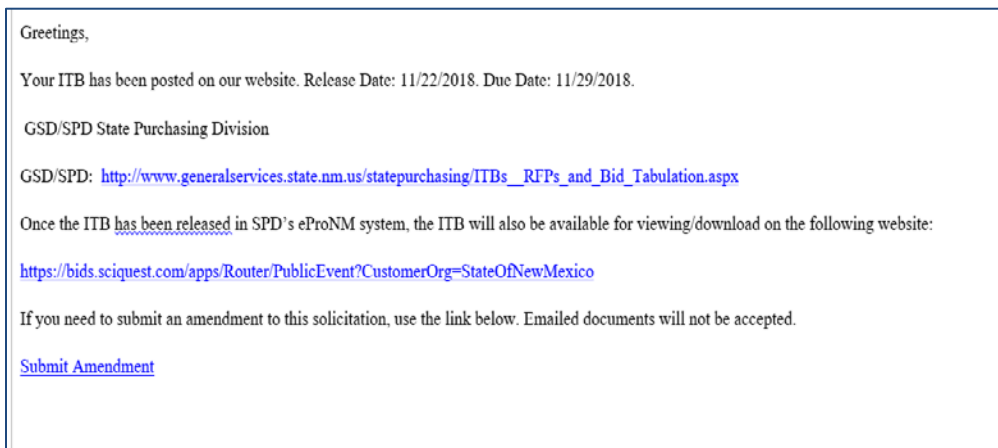 Greetings,
Your ITB has been posted on our website. Release Date: 11/22/2018. Due Date: 11/29/2018.
GSD/SPD State Purchasing Division
GSD/SPD:  http://www.generalservices.state.nm.us/statepurchasing/ITBs__RFPs_and_Bid_Tabulation.aspx
Once the ITB has been released in SPD’s eProNM system, the ITB will also be available for viewing/download on the following website:
https://bids.sciquest.com/apps/Router/PublicEvent?CustomerOrg=StateOfNewMexico
If you need to submit an amendment to this solicitation, use the link below. Emailed documents will not be accepted.
Submit Amendment